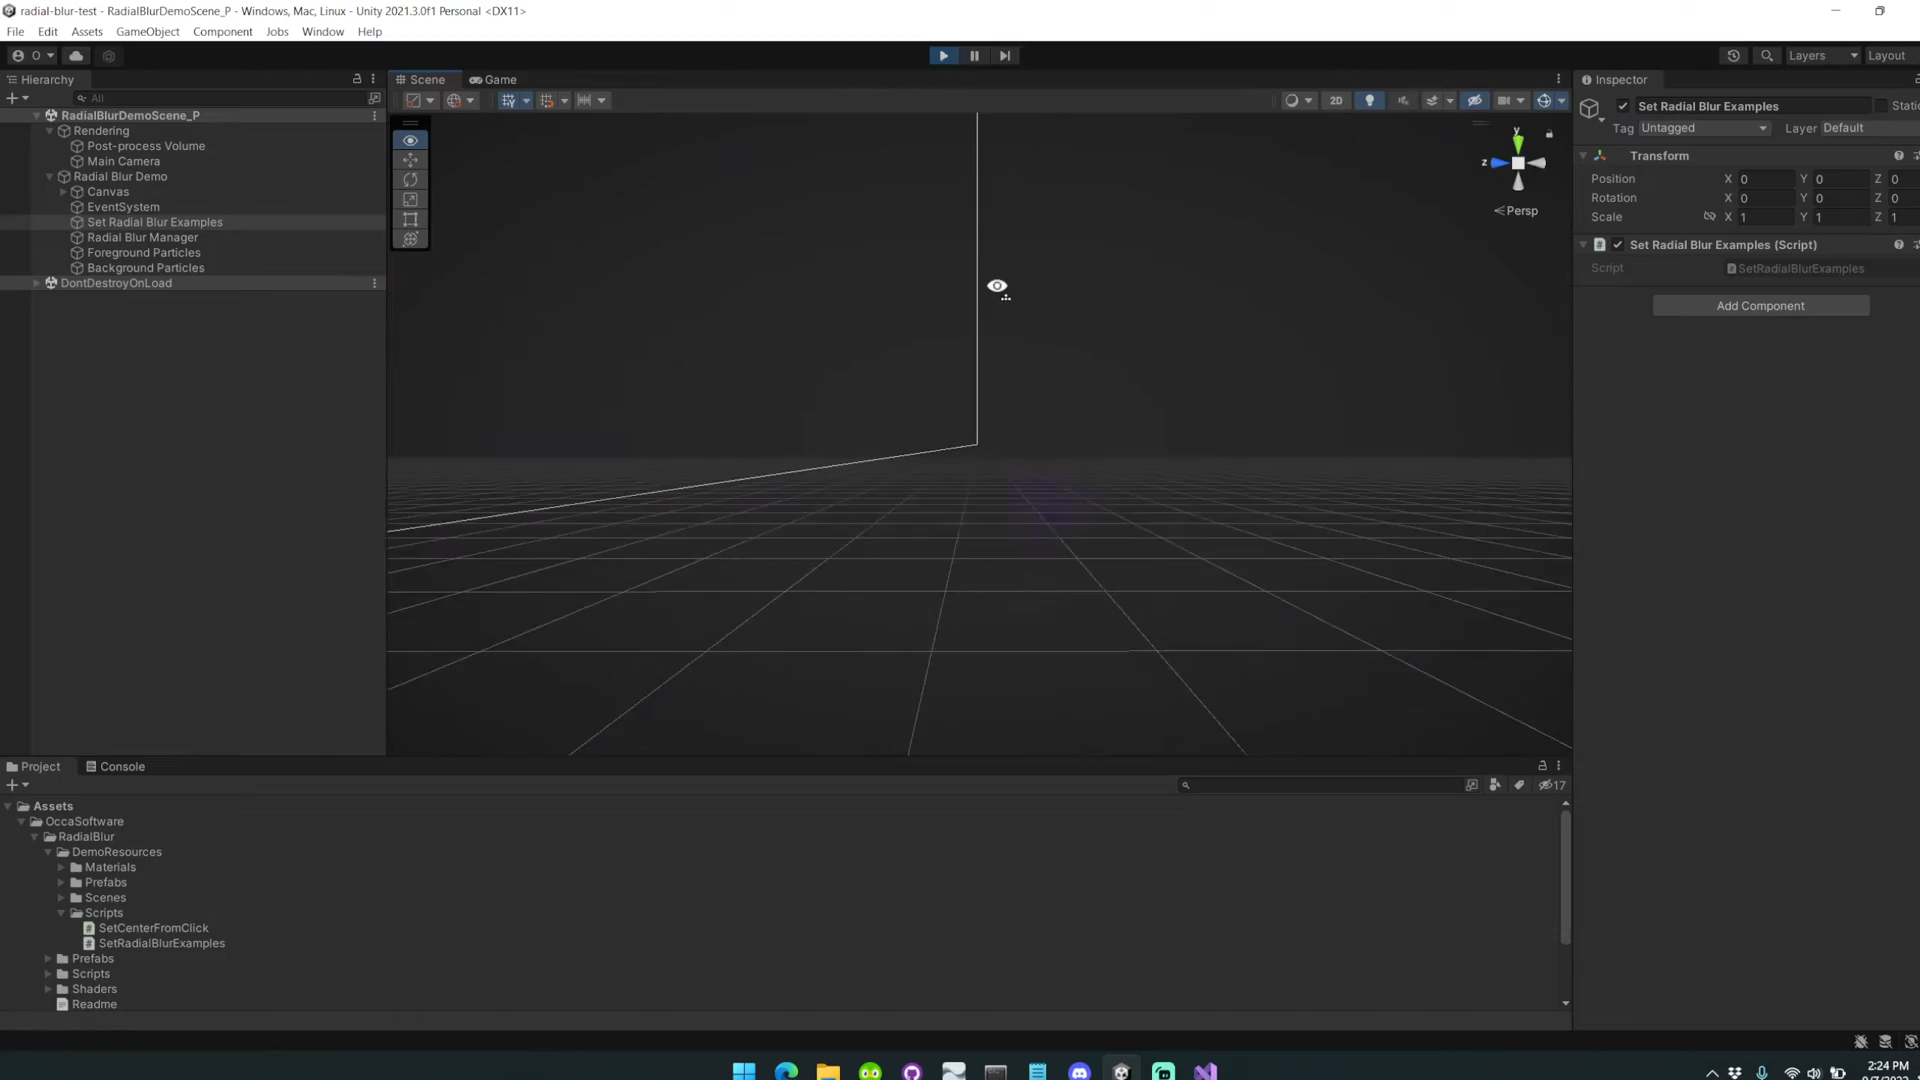 radial-blur-test - RadialBlurDemoScene_P - Windows, Mac, Linux - Unity 2021.3.0f1 Personal <DX11>
File Edit Assets GameObject Component Jobs Window Help
O Layers Layout
Hierarchy
All
RadialBlurDemoScene_P
Rendering
Post-process Volume
Main Camera
Radial Blur Demo
Canvas
EventSystem
Set Radial Blur Examples
Radial Blur Manager
Foreground Particles
Background Particles
DontDestroyOnLoad
Scene Game
2D
y
z
Persp
Inspector
Set Radial Blur Examples Static
Tag Untagged Layer Default
Transform
Position X 0 Y 0 Z 0
Rotation X 0 Y 0 Z 0
Scale X 1 Y 1 Z 1
Set Radial Blur Examples (Script)
Script SetRadialBlurExamples
Add Component
Project Console
17
Assets
OccaSoftware
RadialBlur
DemoResources
Materials
Prefabs
Scenes
Scripts
SetCenterFromClick
SetRadialBlurExamples
Prefabs
Scripts
Shaders
Readme
2:24 PM